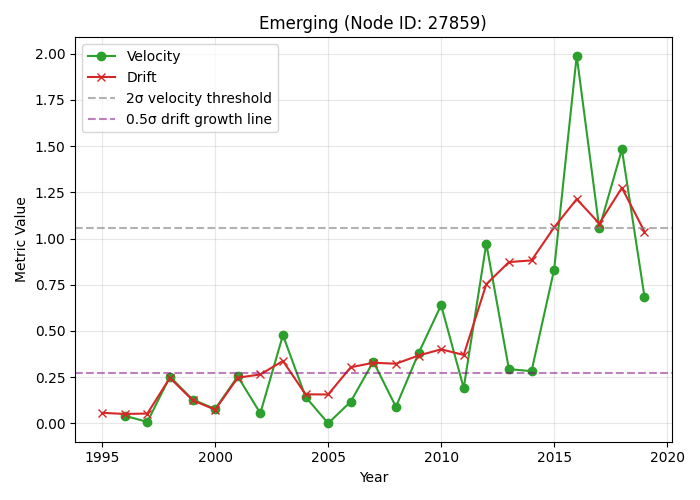 Emerging (Node ID: 27859)
Velocity
Drift
2σ velocity threshold
0.5σ drift growth line
Metric Value
2.00
1.75
1.50
1.25
1.00
0.75
0.50
0.25
0.00
1995
2000
2005
2010
2015
2020
Year